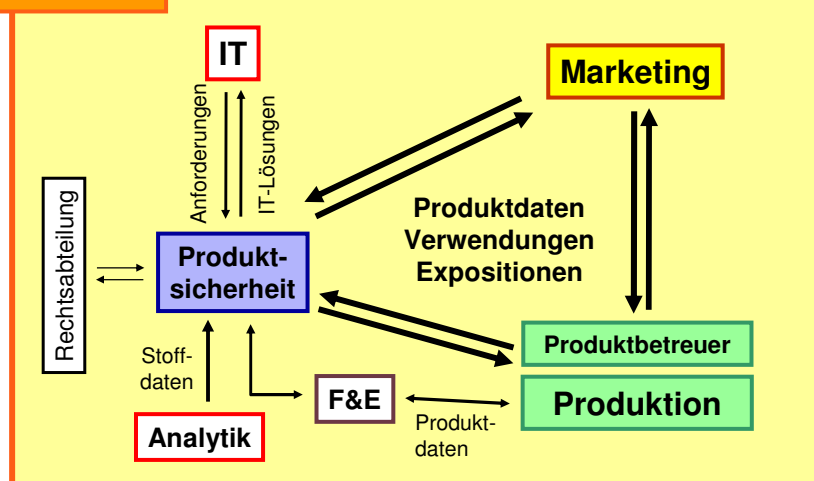 IT
Marketing
Anforderungen
IT-Lösungen
Rechtsabteilung
Produktdaten
Verwendungen
Expositionen
Produkt-
sicherheit
Produktbetreuer
Stoff-
daten
F&E
Produktion
Produkt-
daten
Analytik